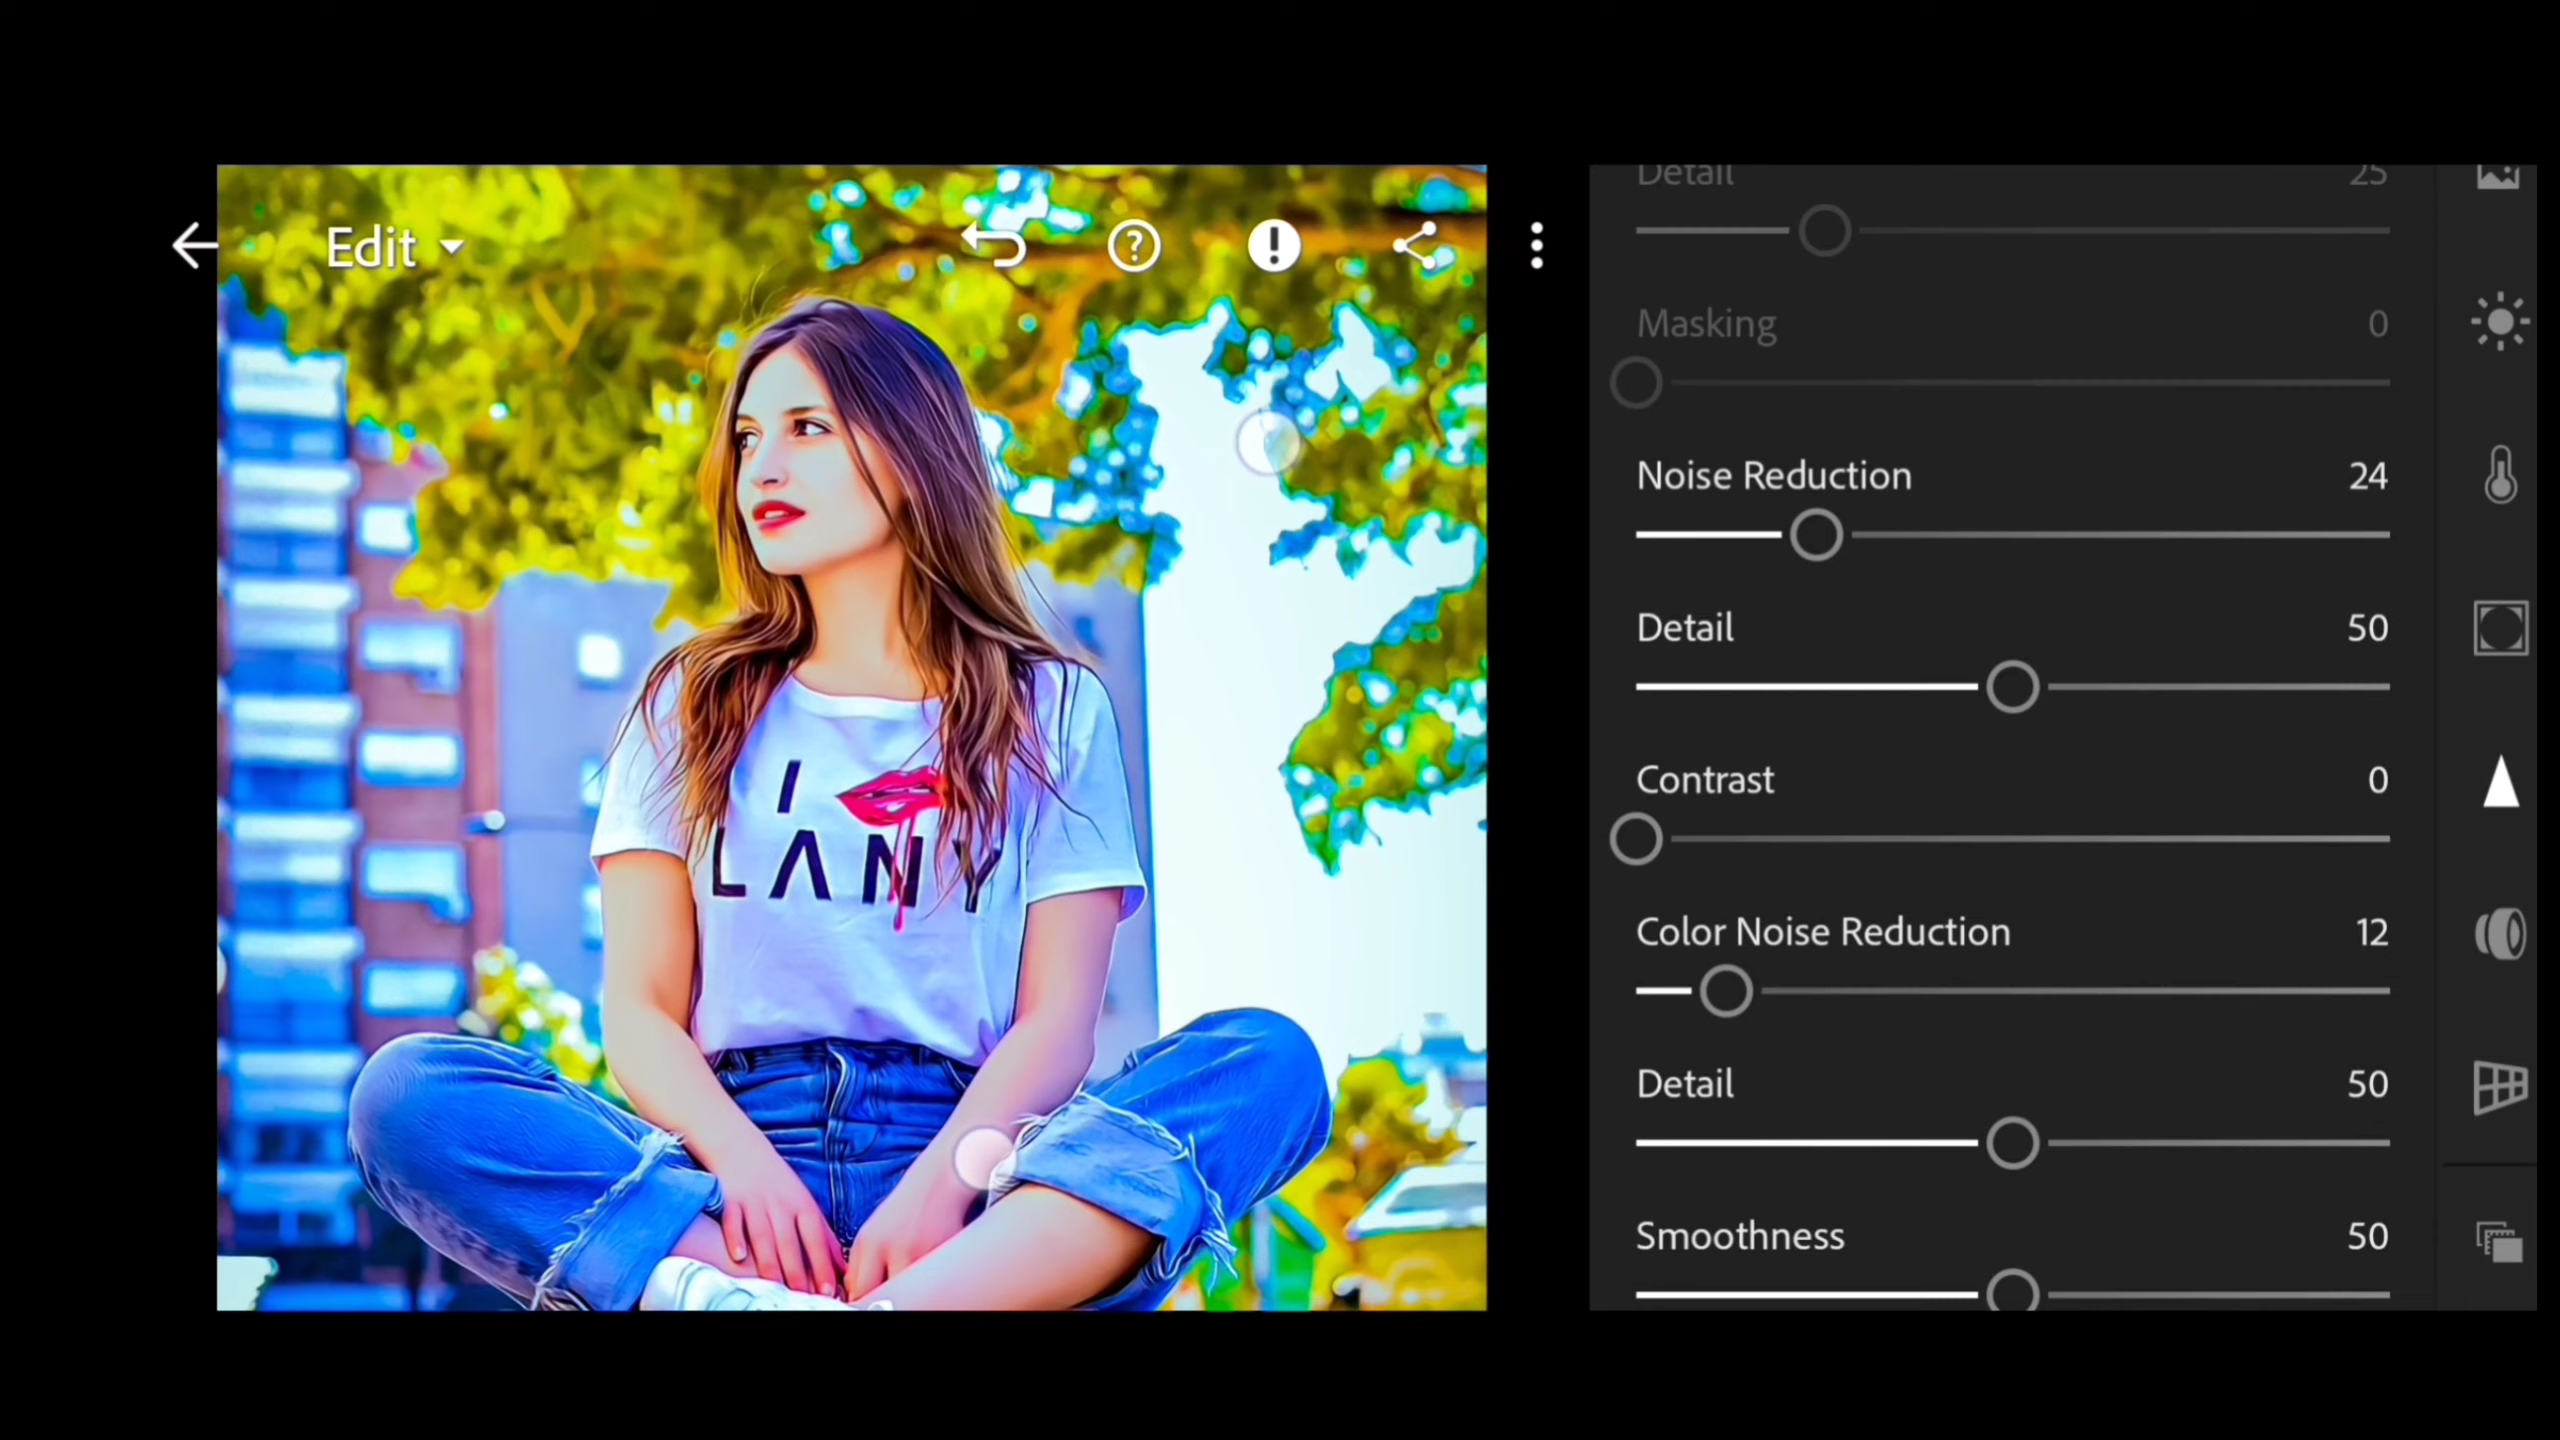 Edit
Detail 25
Masking 0
Noise Reduction 24
Detail 50
Contrast 0
Color Noise Reduction 12
Detail 50
Smoothness 50
I
LANY